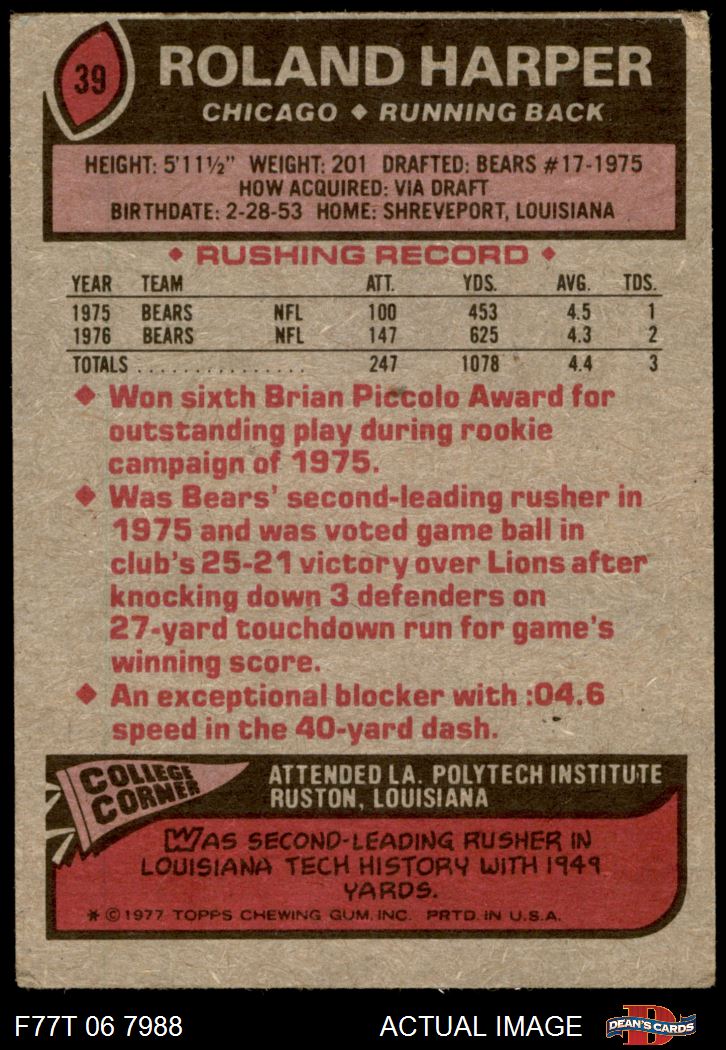 39
ROLAND HARPER
CHICAGO ◆ RUNNING BACK
HEIGHT: 5'11½" WEIGHT: 201 DRAFTED: BEARS #17-1975
HOW ACQUIRED: VIA DRAFT
BIRTHDATE: 2-28-53 HOME: SHREVEPORT, LOUISIANA
◆ RUSHING RECORD ◆
YEAR TEAM ATT. YDS. AVG. TDS.
1975 BEARS NFL 100 453 4.5 1
1976 BEARS NFL 147 625 4.3 2
TOTALS ................ 247 1078 4.4 3
◆ Won sixth Brian Piccolo Award for
outstanding play during rookie
campaign of 1975.
◆ Was Bears' second-leading rusher in
1975 and was voted game ball in
club's 25-21 victory over Lions after
knocking down 3 defenders on
27-yard touchdown run for game's
winning score.
◆ An exceptional blocker with :04.6
speed in the 40-yard dash.
COLLEGE
CORNER
ATTENDED LA. POLYTECH INSTITUTE
RUSTON, LOUISIANA
WAS SECOND-LEADING RUSHER IN
LOUISIANA TECH HISTORY WITH 1949
YARDS.
* © 1977 TOPPS CHEWING GUM, INC. PRTD. IN U.S.A.
F77T 06 7988
ACTUAL IMAGE
D
DEAN'S CARDS